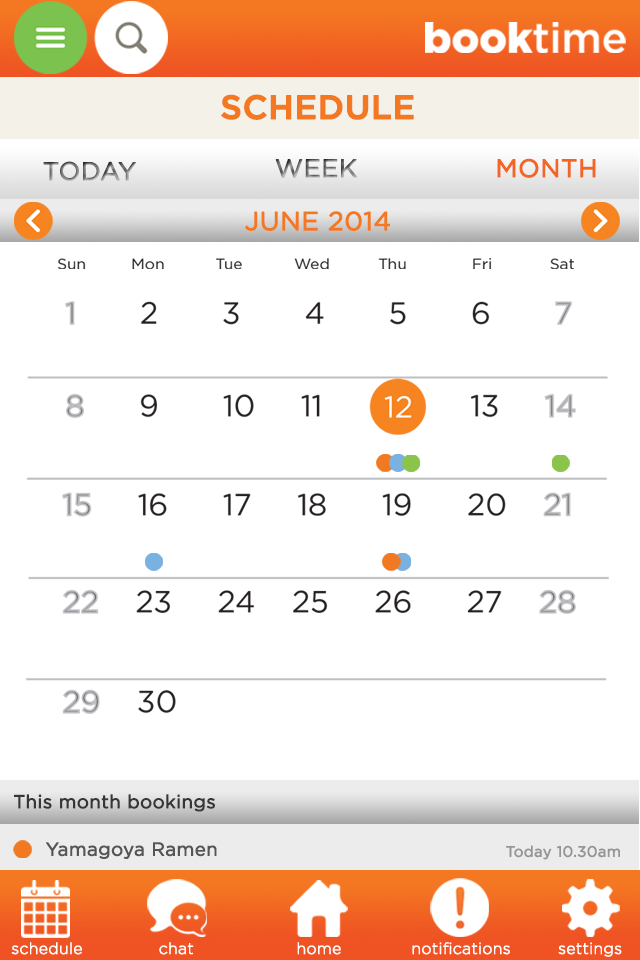 booktime
SCHEDULE
TODAY WEEK MONTH
JUNE 2014
Sun Mon Tue Wed Thu Fri Sat
1 2 3 4 5 6 7
8 9 10 11 12 13 14
15 16 17 18 19 20 21
22 23 24 25 26 27 28
29 30
This month bookings
Yamagoya Ramen Today 10.30am
schedule chat home notifications settings